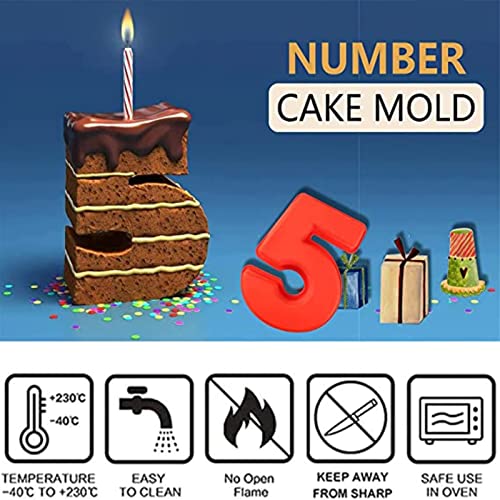 NUMBER
CAKE MOLD
5
+230°C
-40°C
TEMPERATURE
-40°C TO +230°C
EASY
TO CLEAN
No Open
Flame
KEEP AWAY
FROM SHARP
SAFE USE
IN OVEN